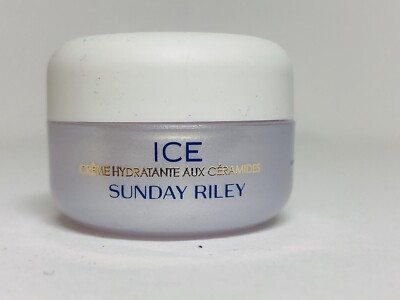 ICE
CRÈME HYDRATANTE AUX CÉRAMIDES
SUNDAY RILEY